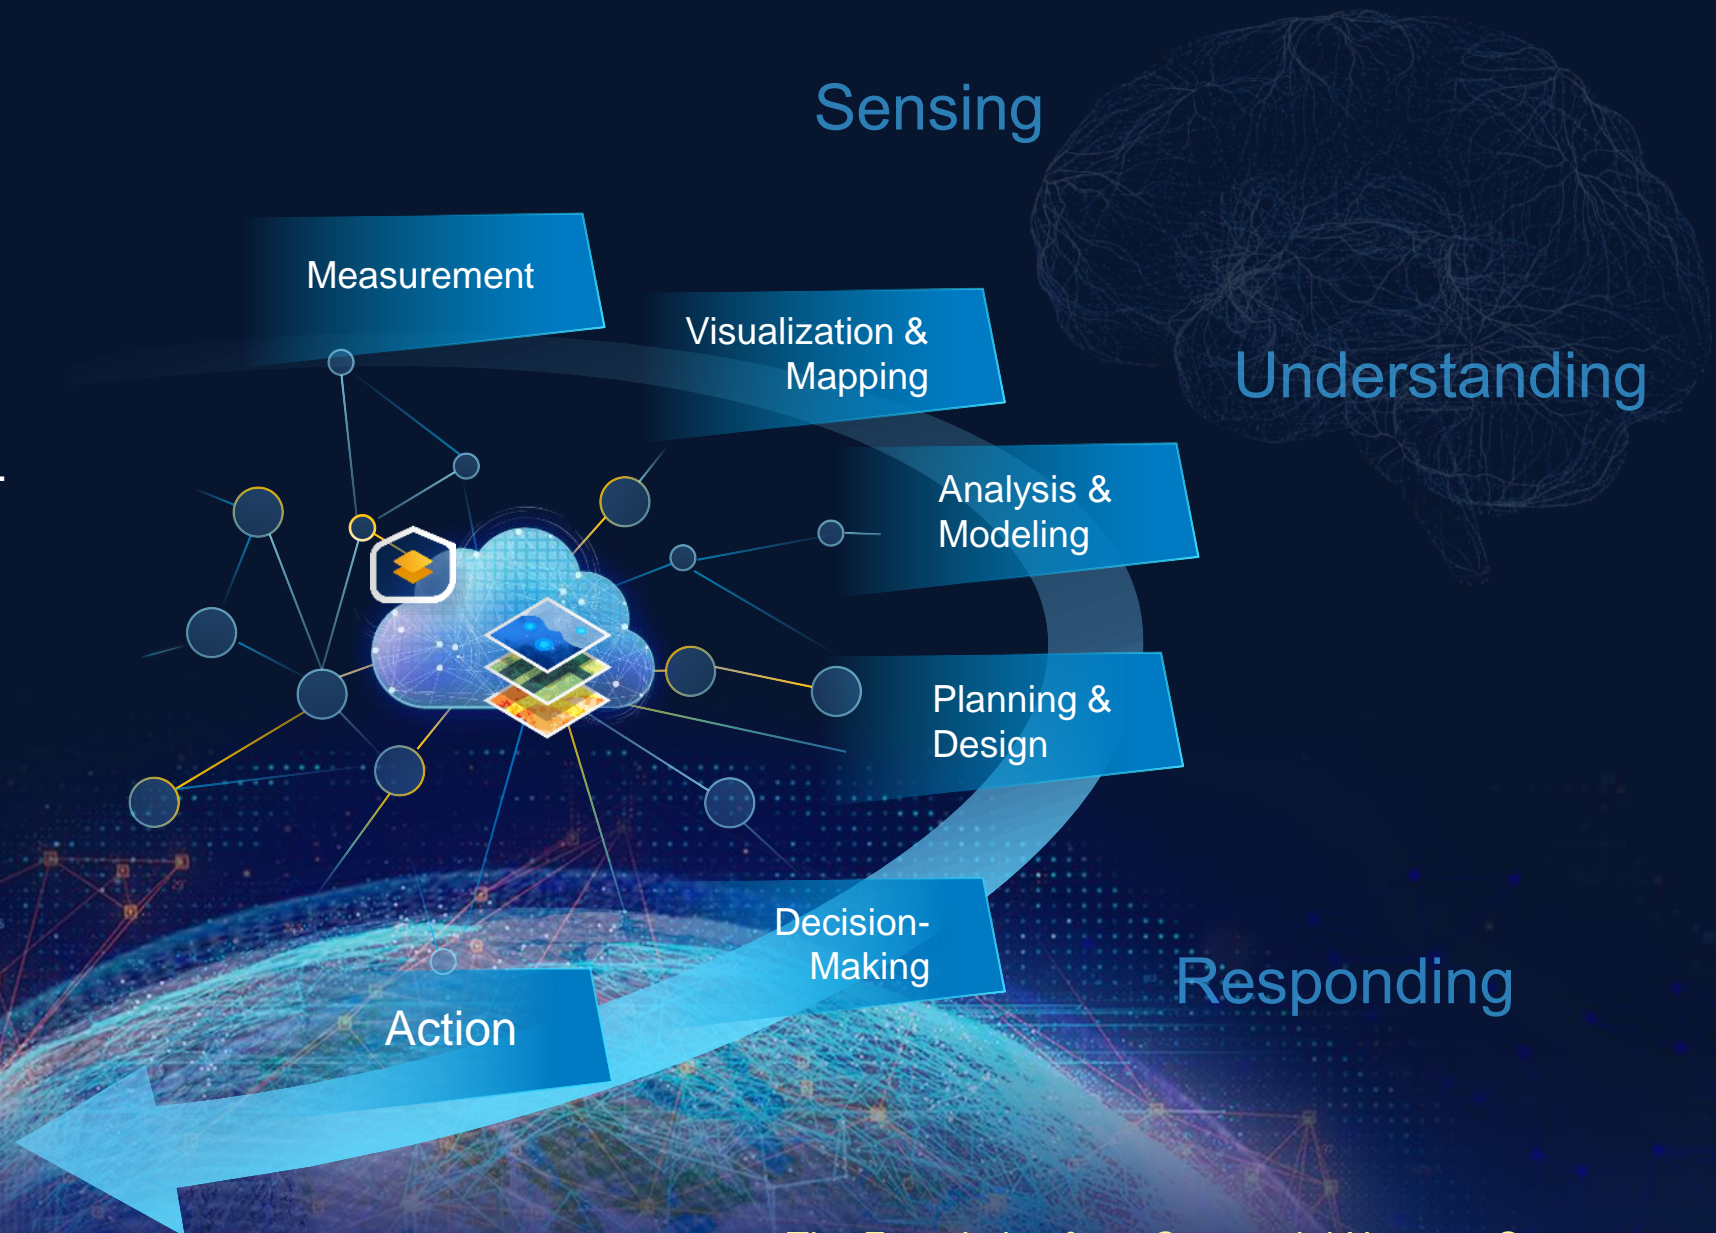 Sensing
Measurement
Visualization &
Mapping
Understanding
Analysis &
Modeling
Planning &
Design
Decision-
Making
Responding
Action